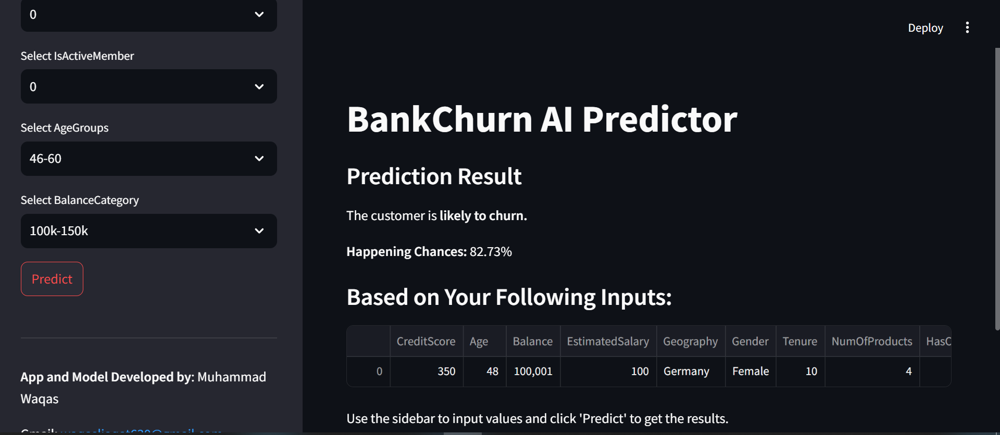 0
Select IsActiveMember
0
Select AgeGroups
46-60
Select BalanceCategory
100k-150k
Predict
App and Model Developed by: Muhammad
Waqas
Deploy
BankChurn AI Predictor
Prediction Result
The customer is likely to churn.
Happening Chances: 82.73%
Based on Your Following Inputs:
CreditScore Age Balance EstimatedSalary Geography Gender Tenure NumOfProducts HasC
0 350 48 100,001 100 Germany Female 10 4
Use the sidebar to input values and click 'Predict' to get the results.